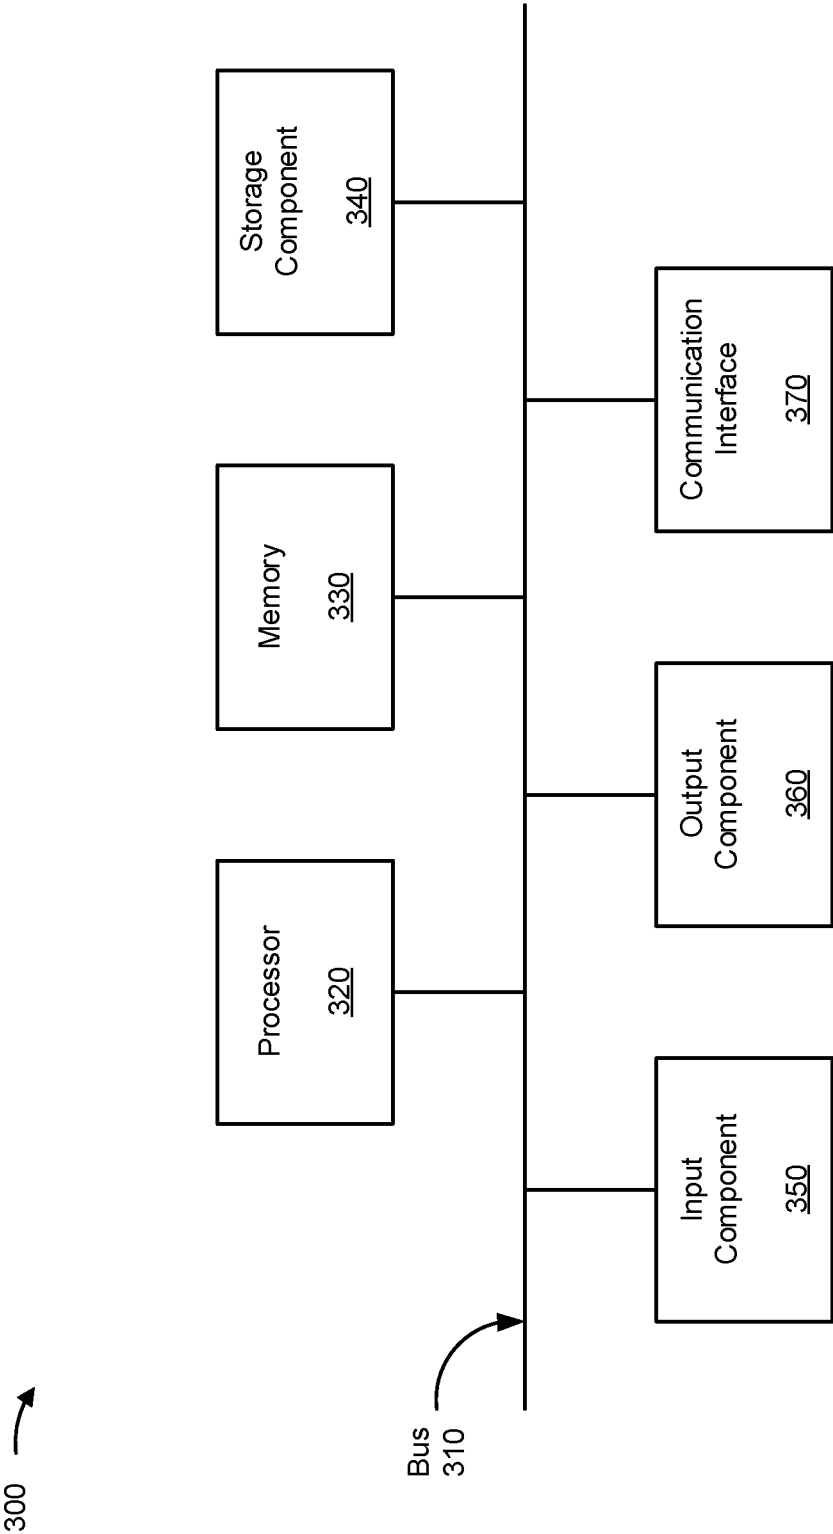 300
Bus
310
Processor
320
Memory
330
Storage
Component
340
Input
Component
350
Output
Component
360
Communication
Interface
370